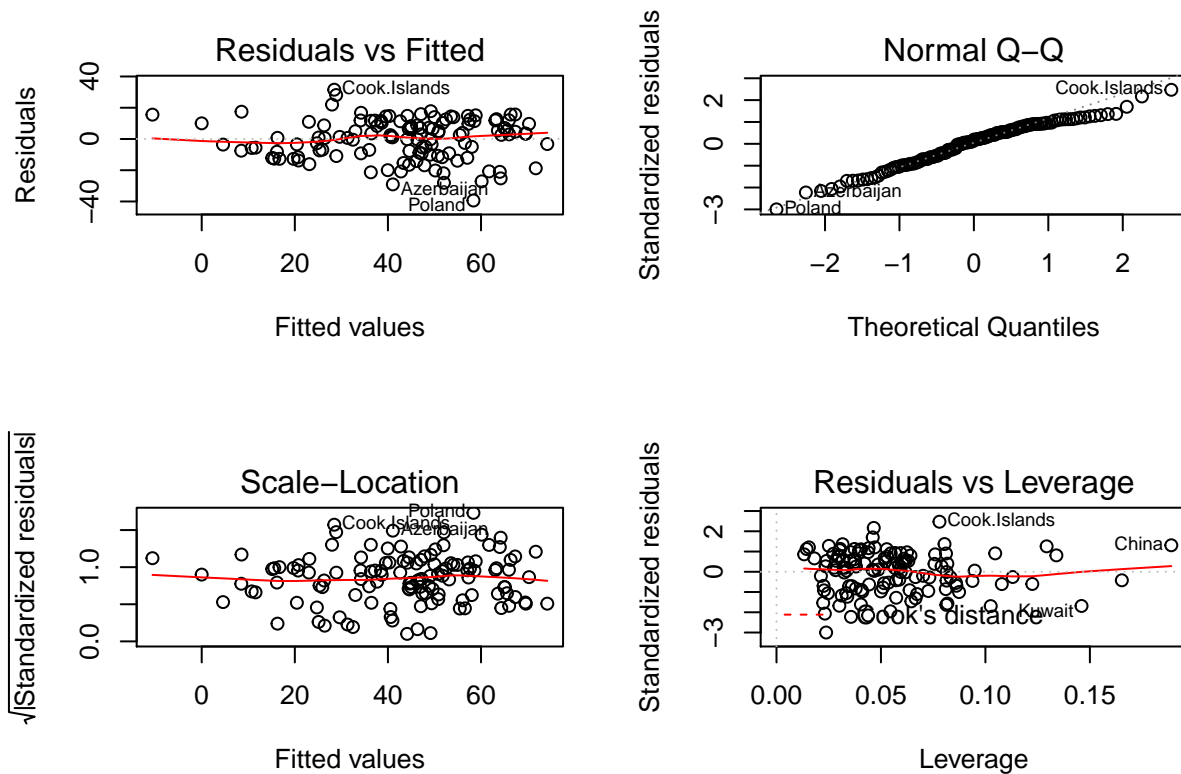 Residuals vs Fitted
Residuals
40
0
−40
Cook.Islands
Azerbaijan
Poland
0 20 40 60
Fitted values
Normal Q−Q
Standardized residuals
2
0
−3
Cook.Islands
Azerbaijan
Poland
−2 −1 0 1 2
Theoretical Quantiles
Scale−Location
√|Standardized residuals|
1.0
0.0
Poland
Cook.Islands
Azerbaijan
0 20 40 60
Fitted values
Residuals vs Leverage
Standardized residuals
2
0
−3
Cook.Islands
China
Kuwait
Cook's distance
0.00 0.05 0.10 0.15
Leverage